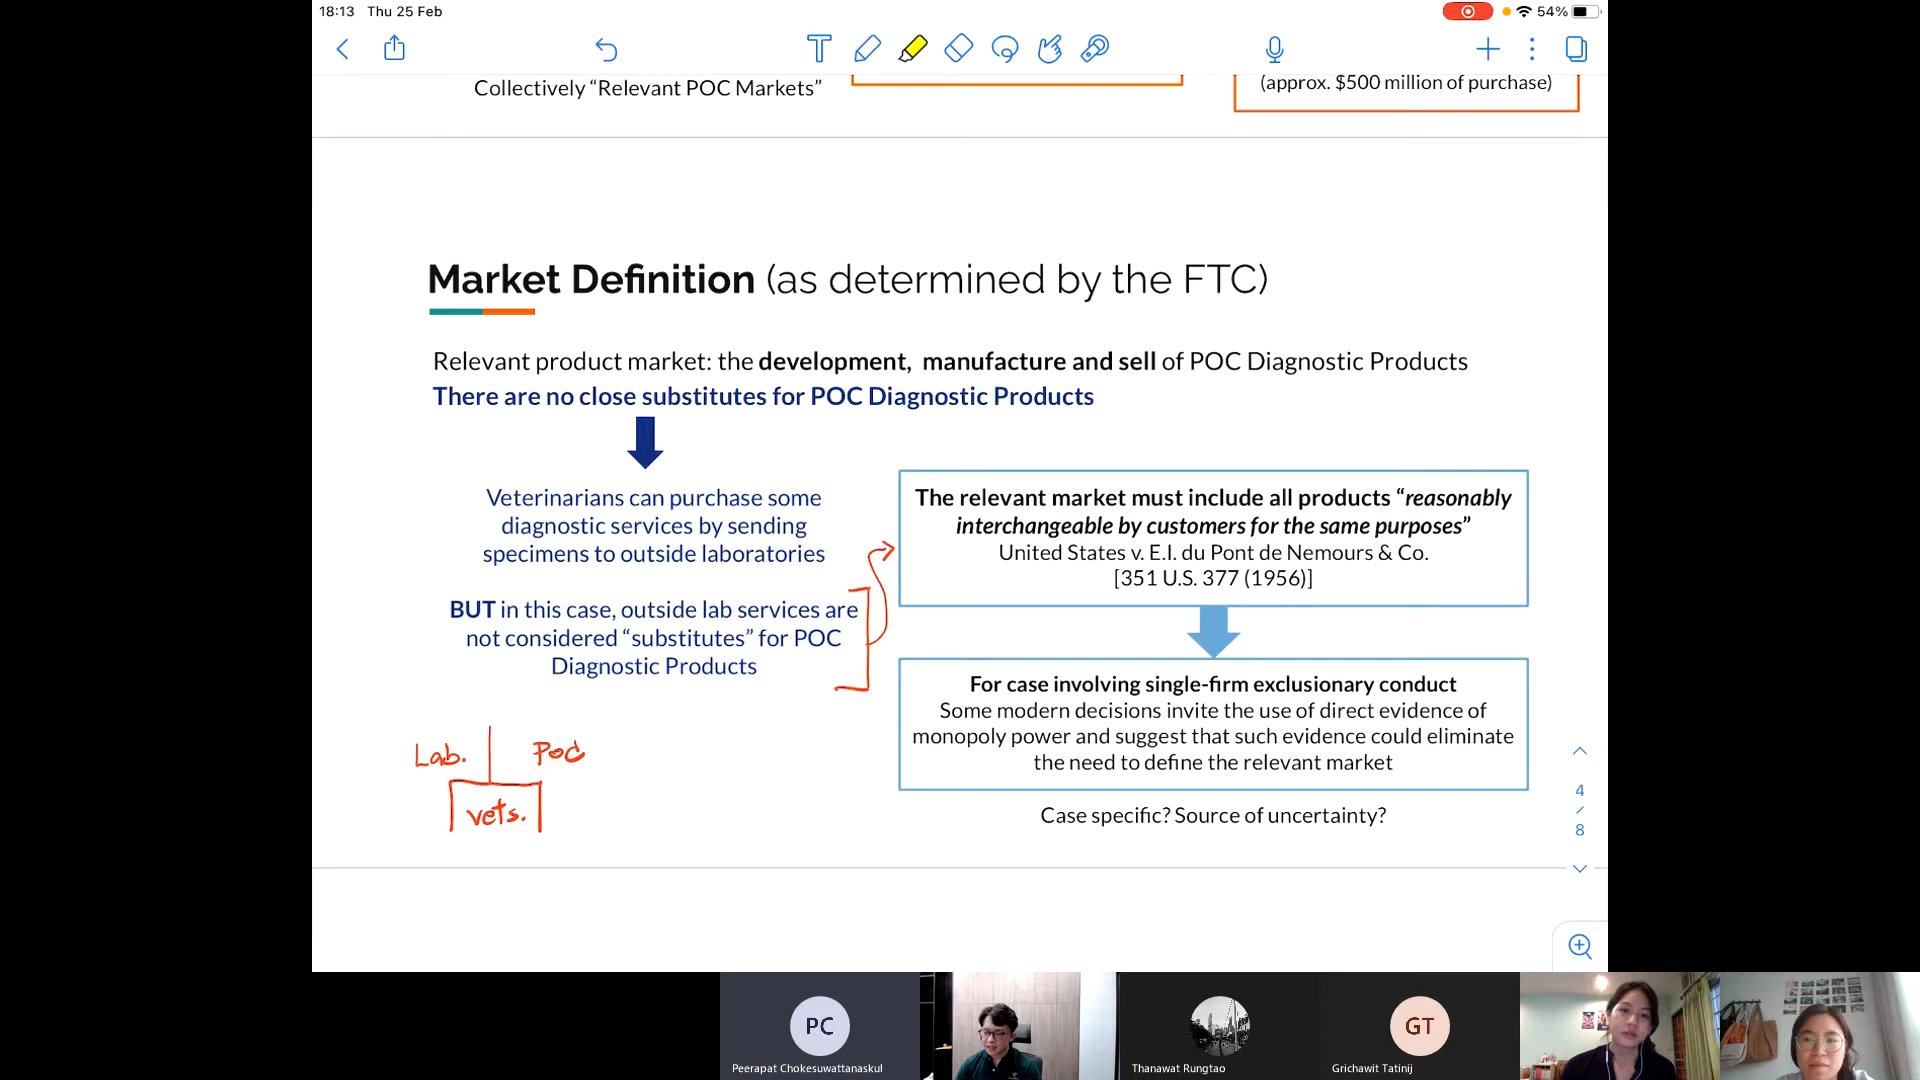 18:13 Thu 25 Feb
54%
Collectively “Relevant POC Markets”
(approx. $500 million of purchase)
Market Definition (as determined by the FTC)
Relevant product market: the development, manufacture and sell of POC Diagnostic Products
There are no close substitutes for POC Diagnostic Products
Veterinarians can purchase some
diagnostic services by sending
specimens to outside laboratories
BUT in this case, outside lab services are
not considered “substitutes” for POC
Diagnostic Products
Lab. POC
vets.
The relevant market must include all products “reasonably
interchangeable by customers for the same purposes”
United States v. E.I. du Pont de Nemours & Co.
[351 U.S. 377 (1956)]
For case involving single-firm exclusionary conduct
Some modern decisions invite the use of direct evidence of
monopoly power and suggest that such evidence could eliminate
the need to define the relevant market
Case specific? Source of uncertainty?
4
/
8
PC
GT
Peerapat Chokesuwattanaskul
Thanawat Rungtao
Grichawit Tatinij